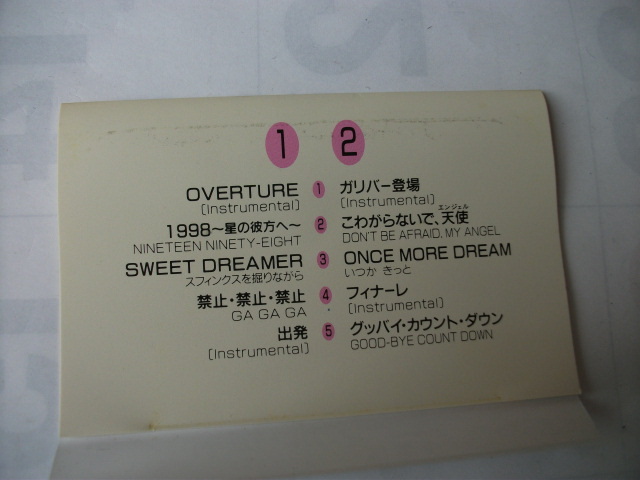 1 2
OVERTURE 1 ガリバー登場
[Instrumental] [Instrumental]
エンジェル
1998〜星の彼方へ〜 2 こわがらないで、天使
NINETEEN NINETY-EIGHT DON'T BE AFRAID, MY ANGEL
SWEET DREAMER 3 ONCE MORE DREAM
スフィンクスを掘りながら いつか きっと
禁止・禁止・禁止 4 フィナーレ
GA GA GA [Instrumental]
出発 5 グッバイ・カウント・ダウン
[Instrumental] GOOD-BYE COUNT DOWN